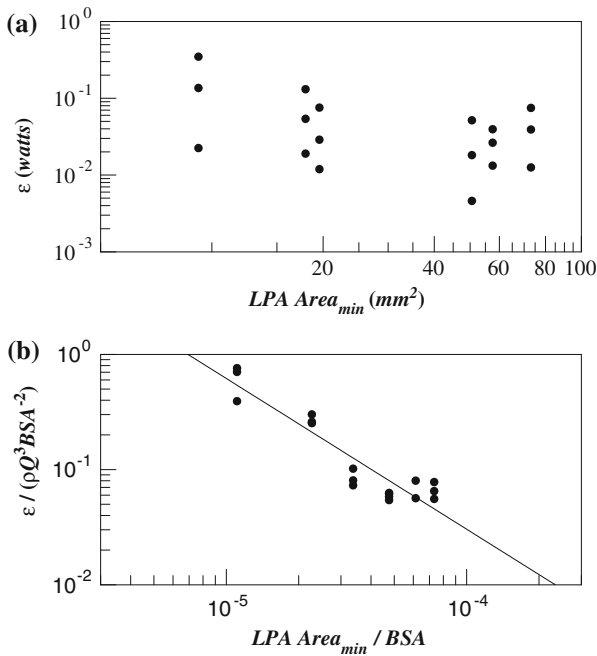 (a)
10^0
10^-1
10^-2
10^-3
ε (watts)
20 40 60 80 100
LPA Area_min (mm^2)
(b)
10^0
10^-1
10^-2
ε / (ρQ^3BSA^-2)
10^-5 10^-4
LPA Area_min / BSA